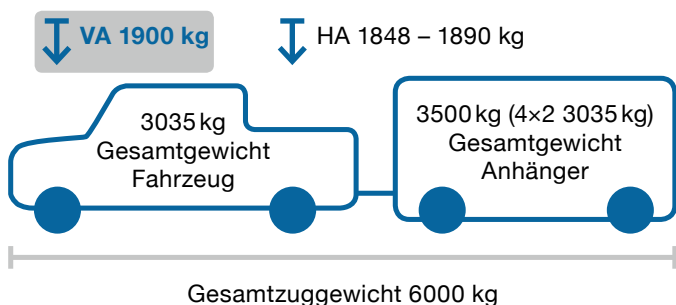 VA 1900 kg
HA 1848 – 1890 kg
3035 kg
Gesamtgewicht
Fahrzeug
3500 kg (4×2 3035 kg)
Gesamtgewicht
Anhänger
Gesamtzuggewicht 6000 kg